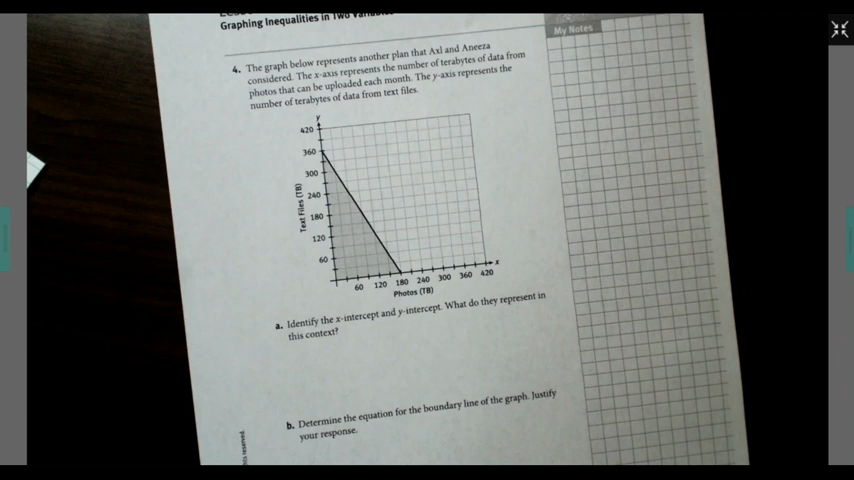 Graphing Inequalities in Two Variables
My Notes
4. The graph below represents another plan that Axl and Aneeza
considered. The x-axis represents the number of terabytes of data from
photos that can be uploaded each month. The y-axis represents the
number of terabytes of data from text files.
y
420
360
300
240
180
120
60
Text Files (TB)
60 120 180 240 300 360 420 x
Photos (TB)
a. Identify the x-intercept and y-intercept. What do they represent in
this context?
b. Determine the equation for the boundary line of the graph. Justify
your response.
reserved.